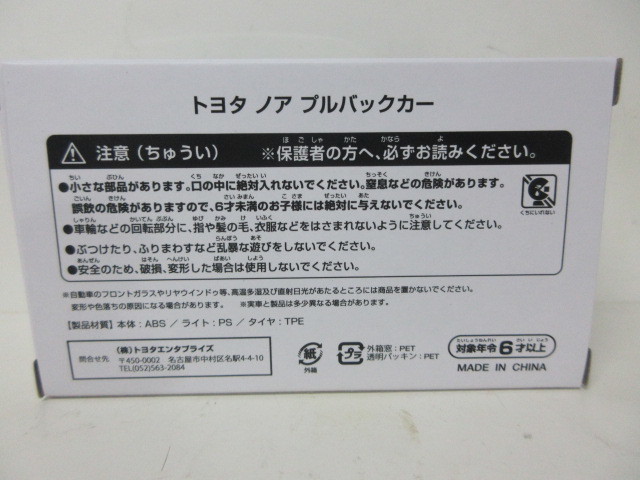 トヨタ ノア プルバックカー
注意（ちゅうい） ※保護者の方へ、必ずお読みください。
●小さな部品があります。口の中に絶対入れないでください。窒息などの危険があります。
誤飲の危険がありますので、6才未満のお子様には絶対に与えないでください。
●車輪などの回転部分に、指や髪の毛、衣服などをはさまれないように注意してください。
●ぶつけたり、ふりまわすなど乱暴な遊びをしないでください。
●安全のため、破損、変形した場合は使用しないでください。
くちにいれない
※自動車のフロントガラスやリヤウインドゥ等、高温多湿及び直射日光があたるところには商品を置かないでください。
変形や色落ちの原因になる場合があります。 ※実車と製品は多少異なる場合があります。
【製品材質】本体：ABS ／ ライト：PS ／ タイヤ：TPE
問合せ先
（株）トヨタエンタプライズ
〒450-0002 名古屋市中村区名駅4-4-10
TEL(052)563-2084
紙
外箱
プラ
外箱窓：PET
透明パッキン：PET
対象年令6才以上
MADE IN CHINA